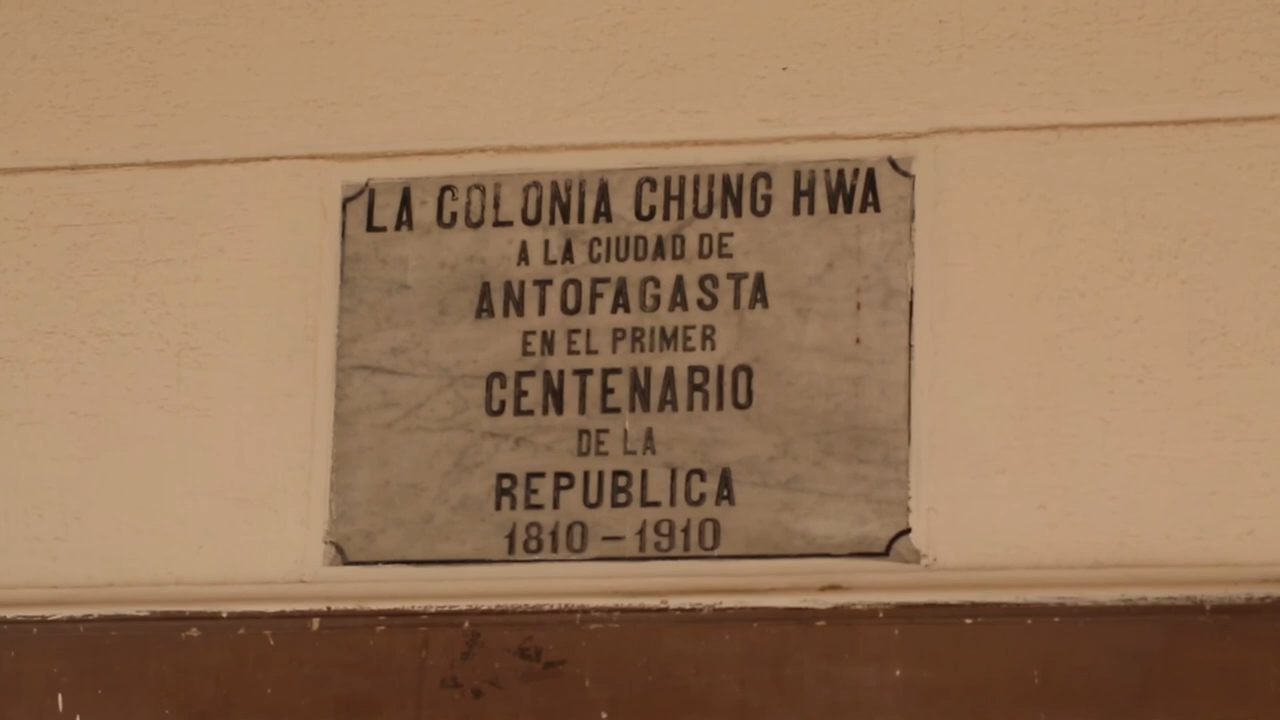 LA COLONIA CHUNG HWA
A LA CIUDAD DE
ANTOFAGASTA
EN EL PRIMER
CENTENARIO
DE LA
REPUBLICA
1810 – 1910